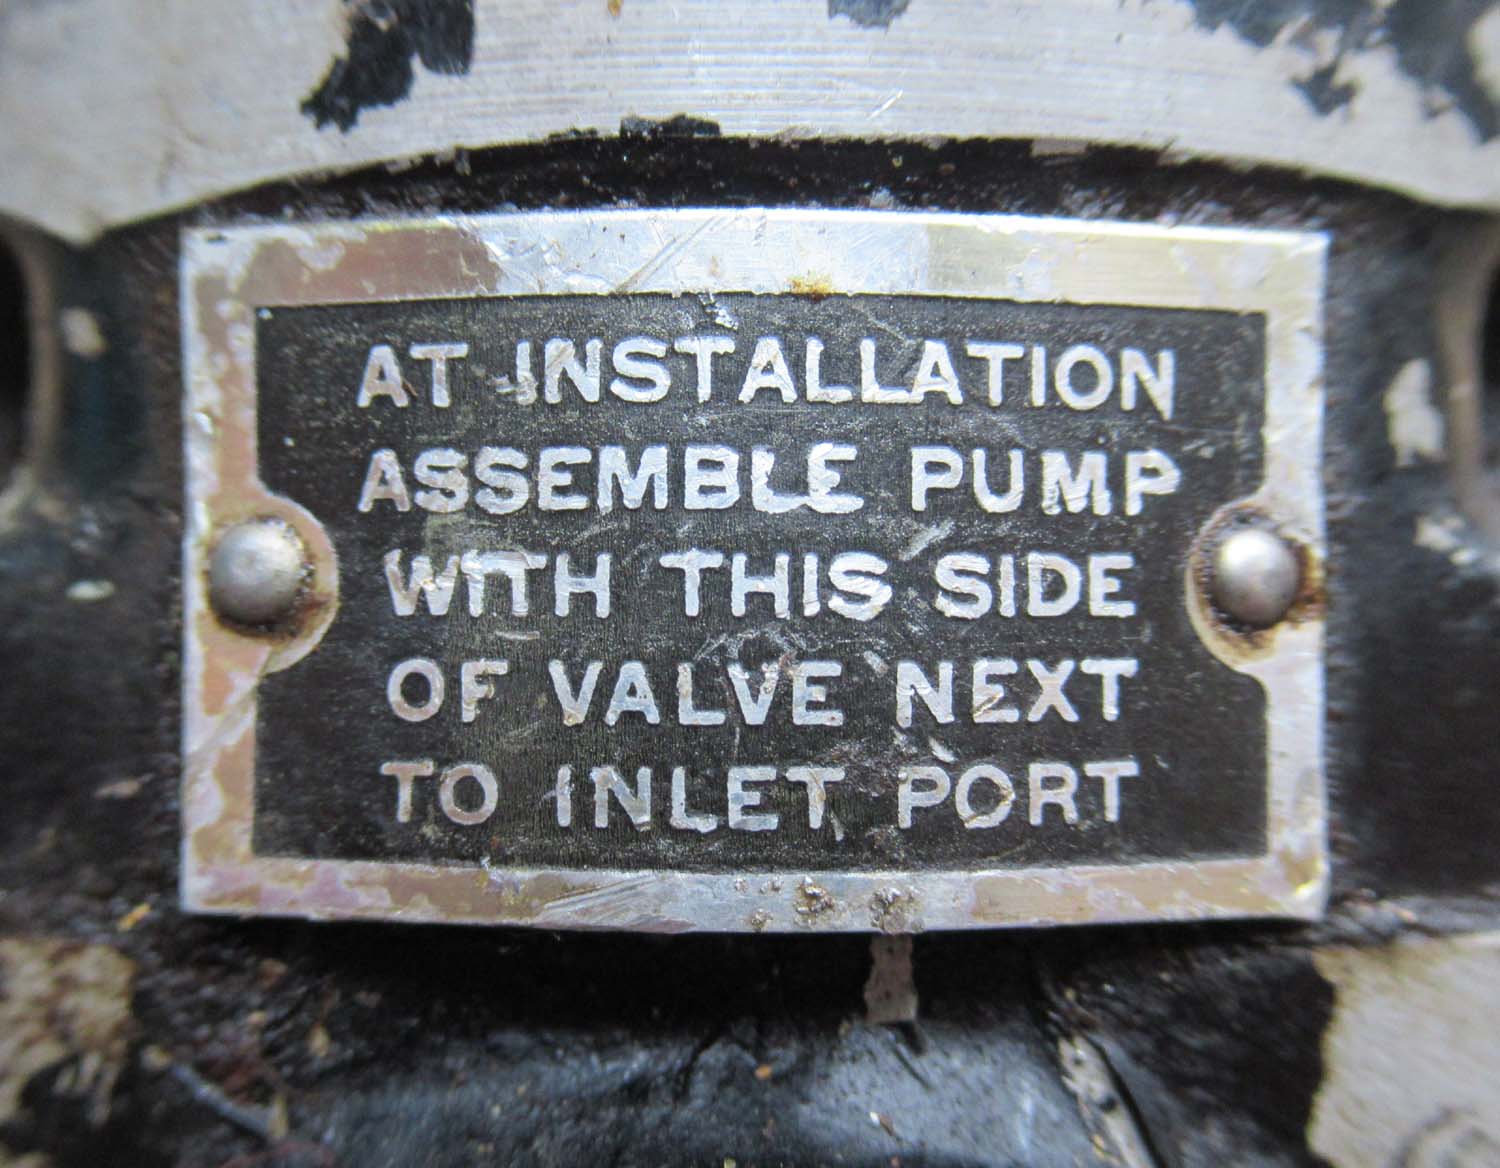 AT INSTALLATION
ASSEMBLE PUMP
WITH THIS SIDE
OF VALVE NEXT
TO INLET PORT